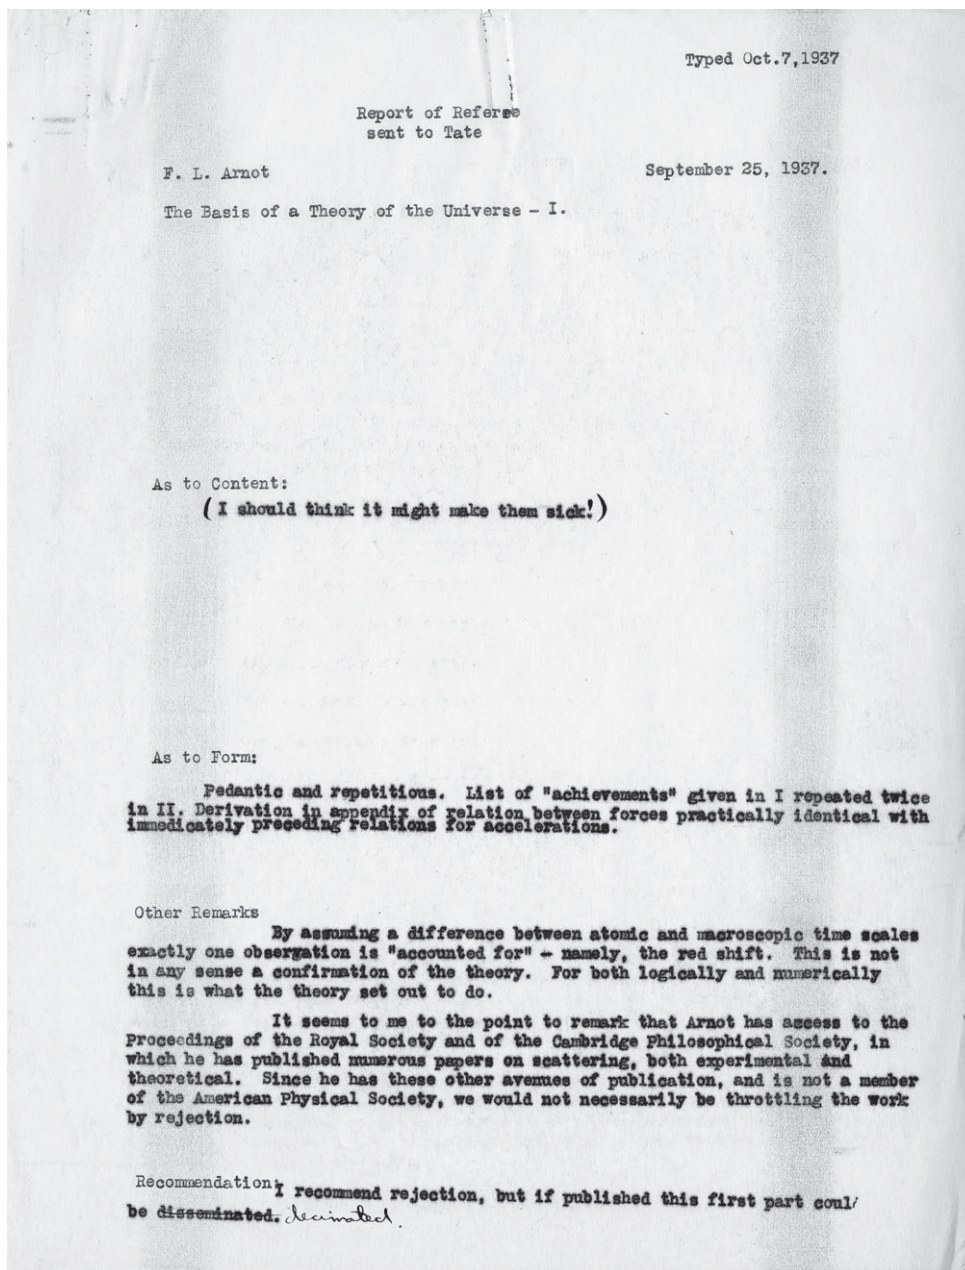 Typed Oct.7,1937
Report of Referee
sent to Tate
F. L. Arnot
September 25, 1937.
The Basis of a Theory of the Universe - I.
As to Content:
(I should think it might make them sick!)
As to Form:
Pedantic and repetitious. List of "achievements" given in I repeated twice
in II. Derivation in appendix of relation between forces practically identical with
immedicately preceding relations for accelerations.
Other Remarks
By assuming a difference between atomic and macroscopic time scales
exactly one observation is "accounted for" - namely, the red shift. This is not
in any sense a confirmation of the theory. For both logically and numerically
this is what the theory set out to do.
It seems to me to the point to remark that Arnot has access to the
Proceedings of the Royal Society and of the Cambridge Philosophical Society, in
which he has published numerous papers on scattering, both experimental and
theoretical. Since he has these other avenues of publication, and is not a member
of the American Physical Society, we would not necessarily be throttling the work
by rejection.
Recommendation: I recommend rejection, but if published this first part coul
be disseminated. decimated.